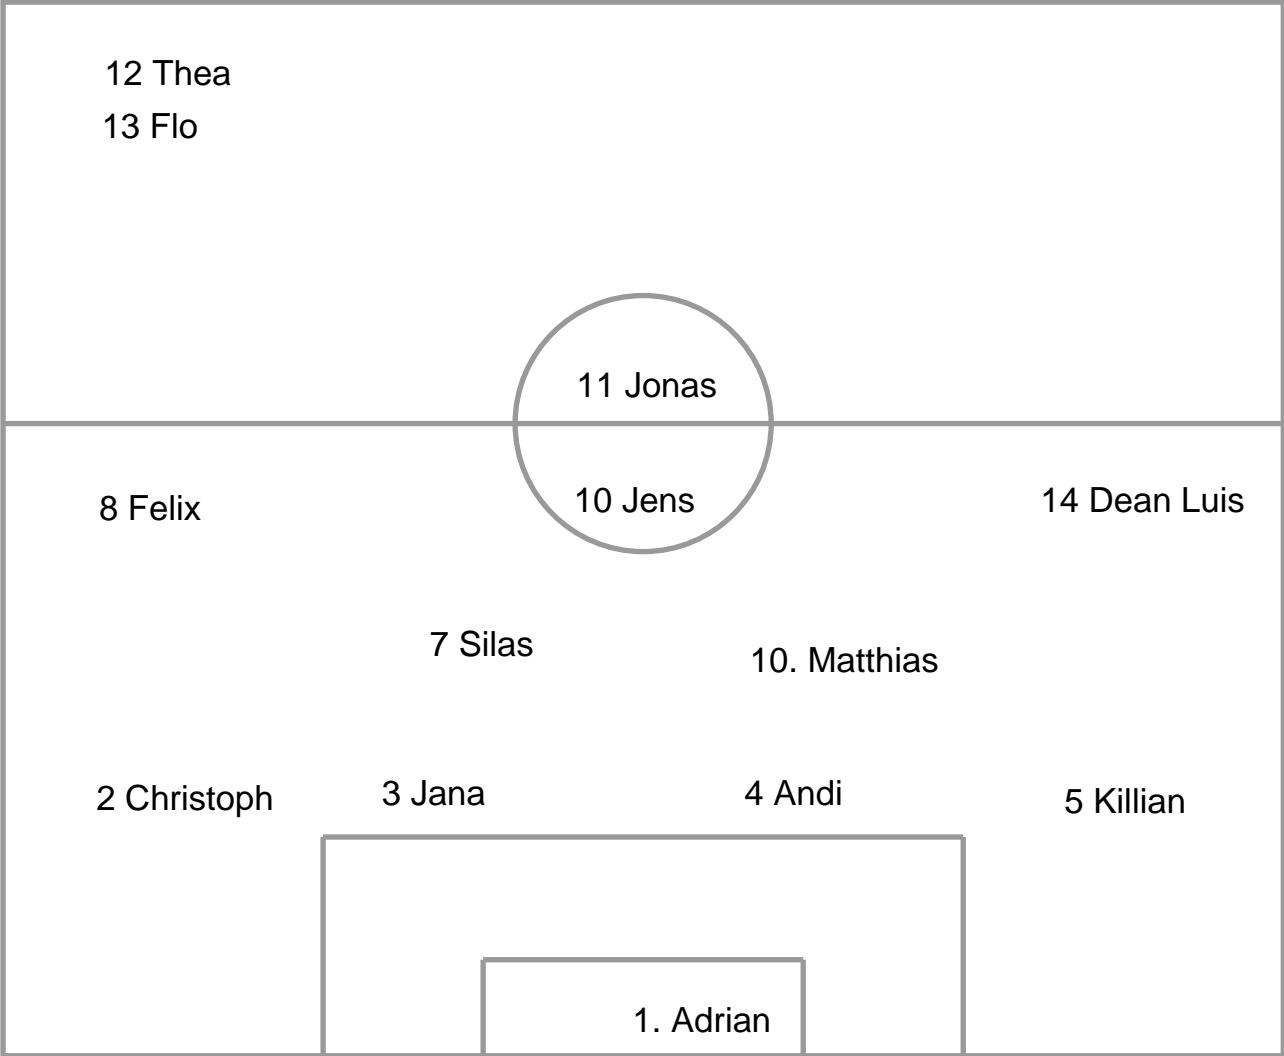 12 Thea
13 Flo
11 Jonas
8 Felix
10 Jens
14 Dean Luis
7 Silas
10. Matthias
2 Christoph
3 Jana
4 Andi
5 Killian
1. Adrian